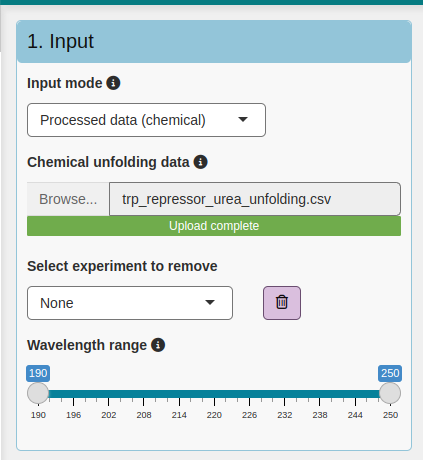 1. Input
Input mode
Processed data (chemical)
Chemical unfolding data
Browse... trp_repressor_urea_unfolding.csv
Upload complete
Select experiment to remove
None
Wavelength range
190 250
190 196 202 208 214 220 226 232 238 244 250